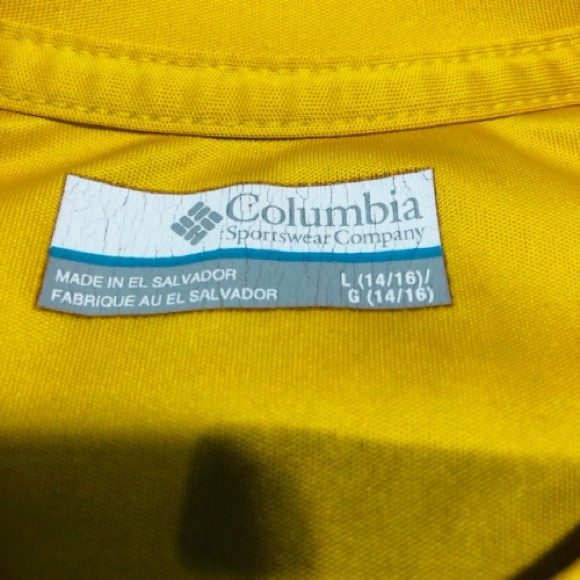 Columbia
Sportswear Company
MADE IN EL SALVADOR
FABRIQUE AU EL SALVADOR
L (14/16)/
G (14/16)